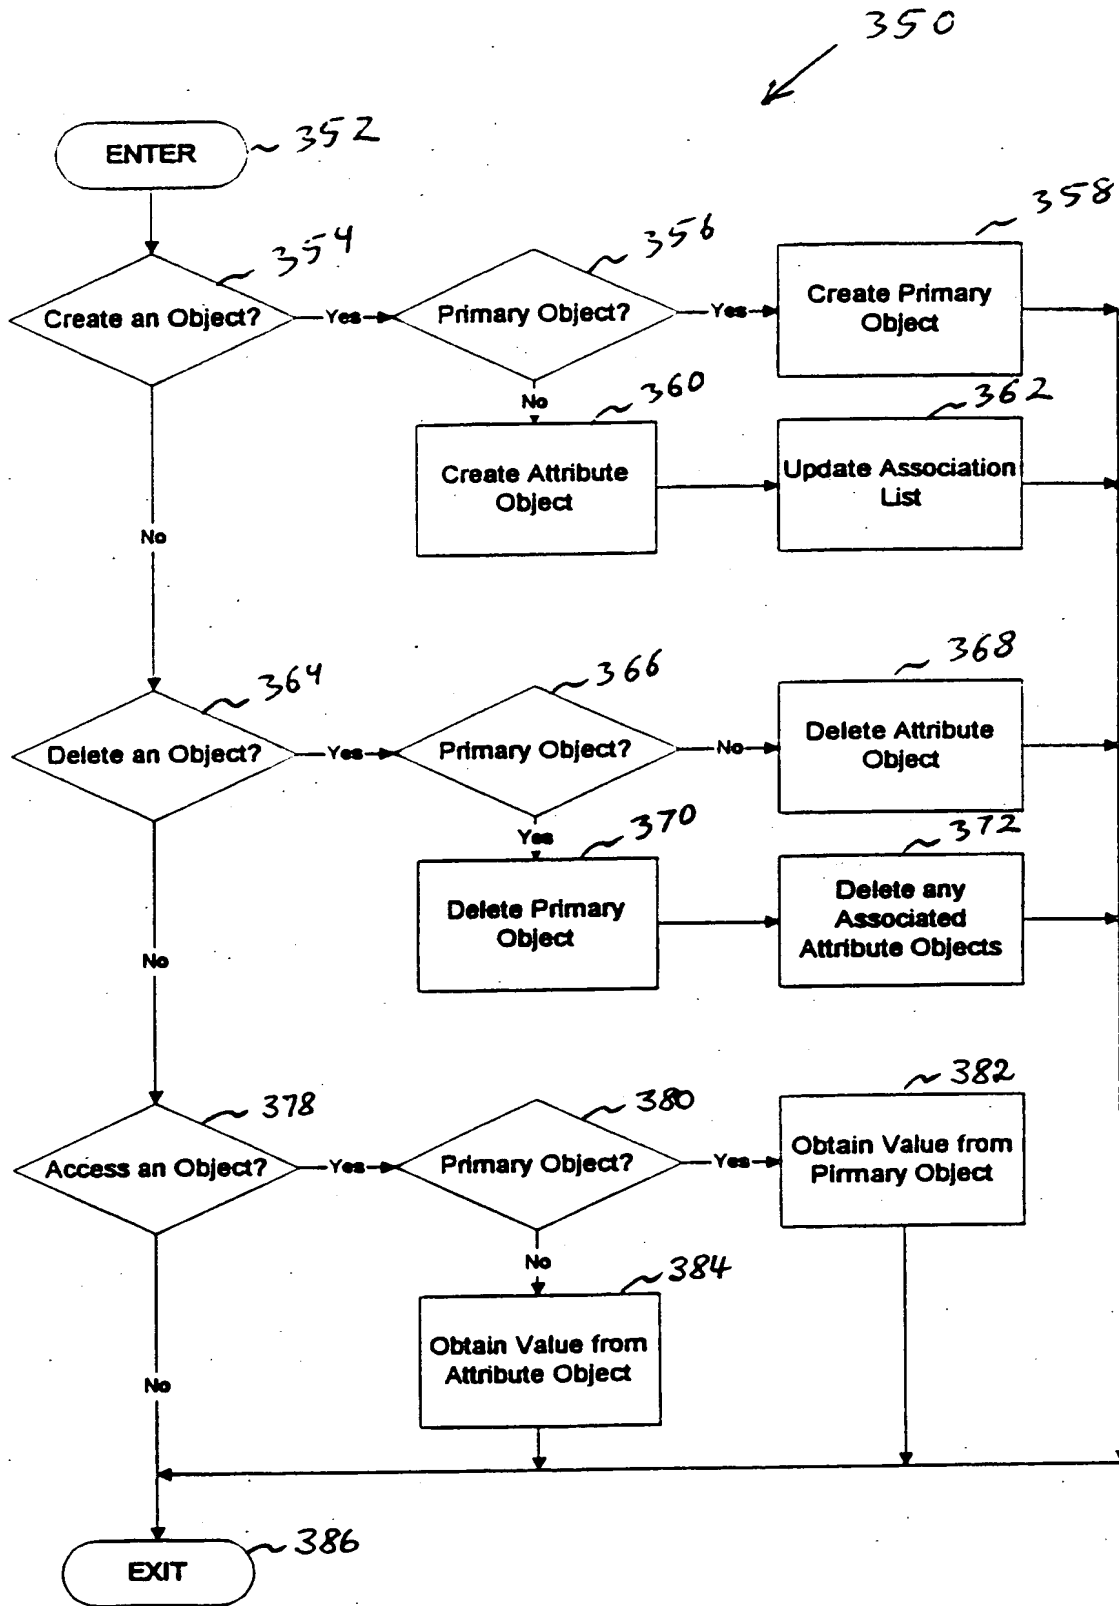 350
ENTER
352
354
Create an Object?
Yes
356
Primary Object?
Yes
358
Create Primary
Object
No
360
Create Attribute
Object
362
Update Association
List
No
364
Delete an Object?
Yes
366
Primary Object?
No
368
Delete Attribute
Object
Yes
370
Delete Primary
Object
372
Delete any
Associated
Attribute Objects
No
378
Access an Object?
Yes
380
Primary Object?
Yes
382
Obtain Value from
Pirmary Object
No
384
Obtain Value from
Attribute Object
No
386
EXIT